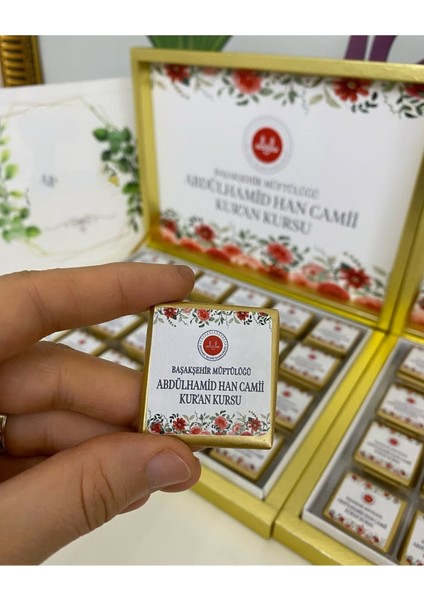 BAŞAKŞEHİR MÜFTÜLÜĞÜ
ABDÜLHAMİD HAN CAMİİ
KUR'AN KURSU
BAŞAKŞEHİR MÜFTÜLÜĞÜ
ABDÜLHAMİD HAN CAMİİ
KUR'AN KURSU